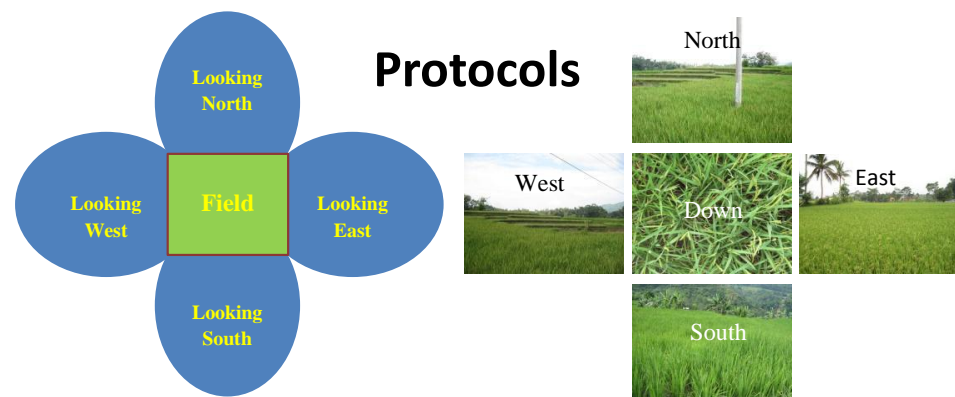 Protocols
Looking
North
Looking
West
Field
Looking
East
Looking
South
North
West
Down
East
South